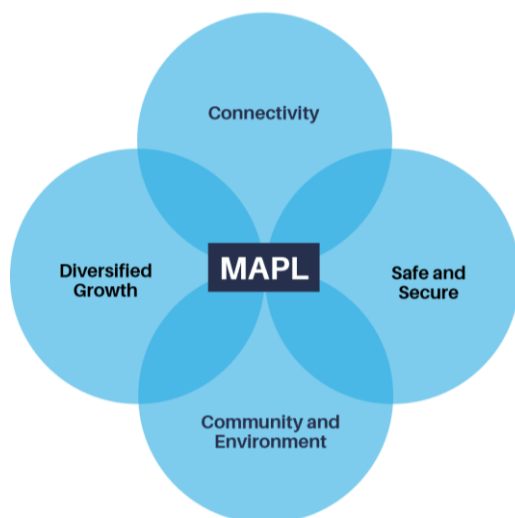 Connectivity
MAPL
Diversified
Growth
Safe and
Secure
Community and
Environment